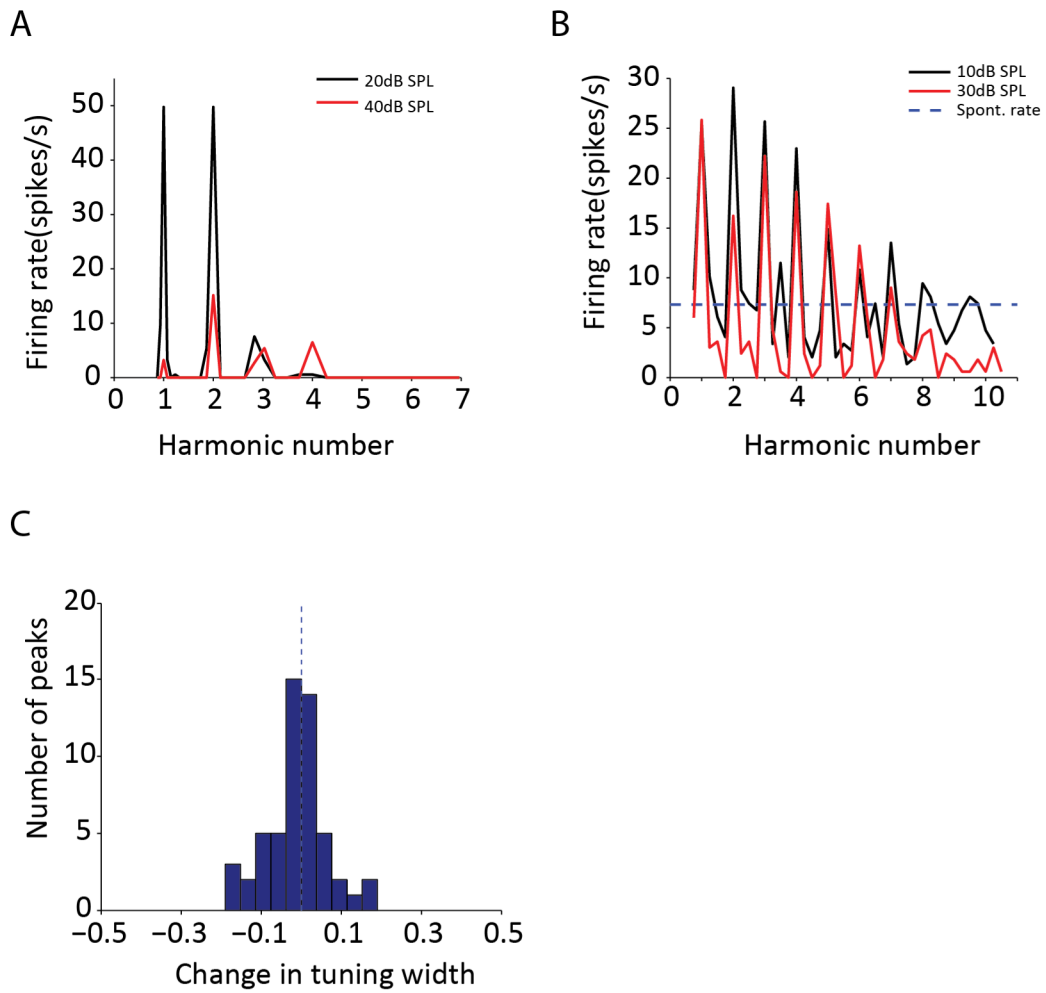 A
20dB SPL
40dB SPL
Firing rate(spikes/s)
50
40
30
20
10
0
0 1 2 3 4 5 6 7
Harmonic number
B
10dB SPL
30dB SPL
Spont. rate
Firing rate(spikes/s)
30
25
20
15
10
5
0
0 2 4 6 8 10
Harmonic number
C
Number of peaks
20
15
10
5
0
−0.5 −0.3 −0.1 0.1 0.3 0.5
Change in tuning width